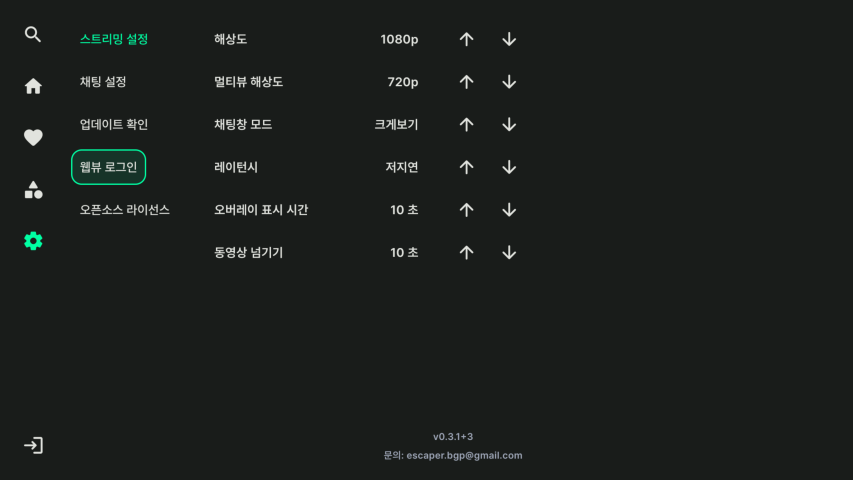 스트리밍 설정
해상도 1080p
채팅 설정
멀티뷰 해상도 720p
업데이트 확인
채팅창 모드 크게보기
웹뷰 로그인
레이턴시 저지연
오픈소스 라이선스
오버레이 표시 시간 10 초
동영상 넘기기 10 초
v0.3.1+3
문의: escaper.bgp@gmail.com